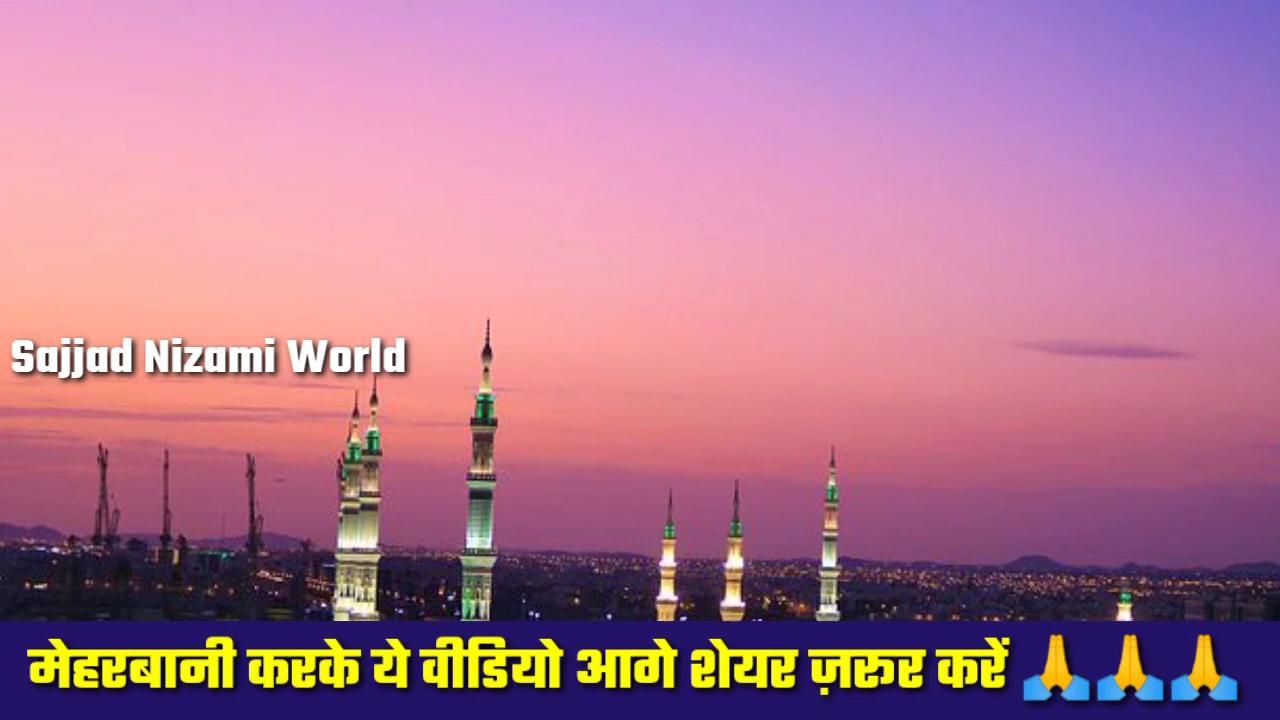 Sajjad Nizami World
मेहरबानी करके ये वीडियो आगे शेयर ज़रूर करें 🙏🙏🙏